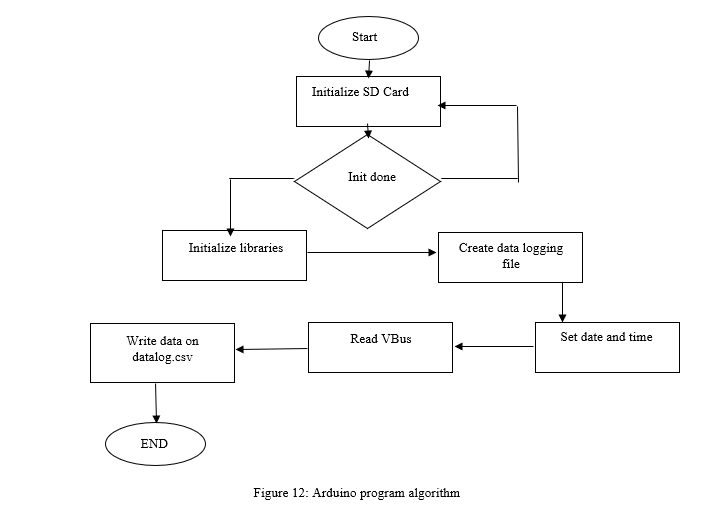 Start
Initialize SD Card
Init done
Initialize libraries
Create data logging
file
Set date and time
Read VBus
Write data on
datalog.csv
END
Figure 12: Arduino program algorithm